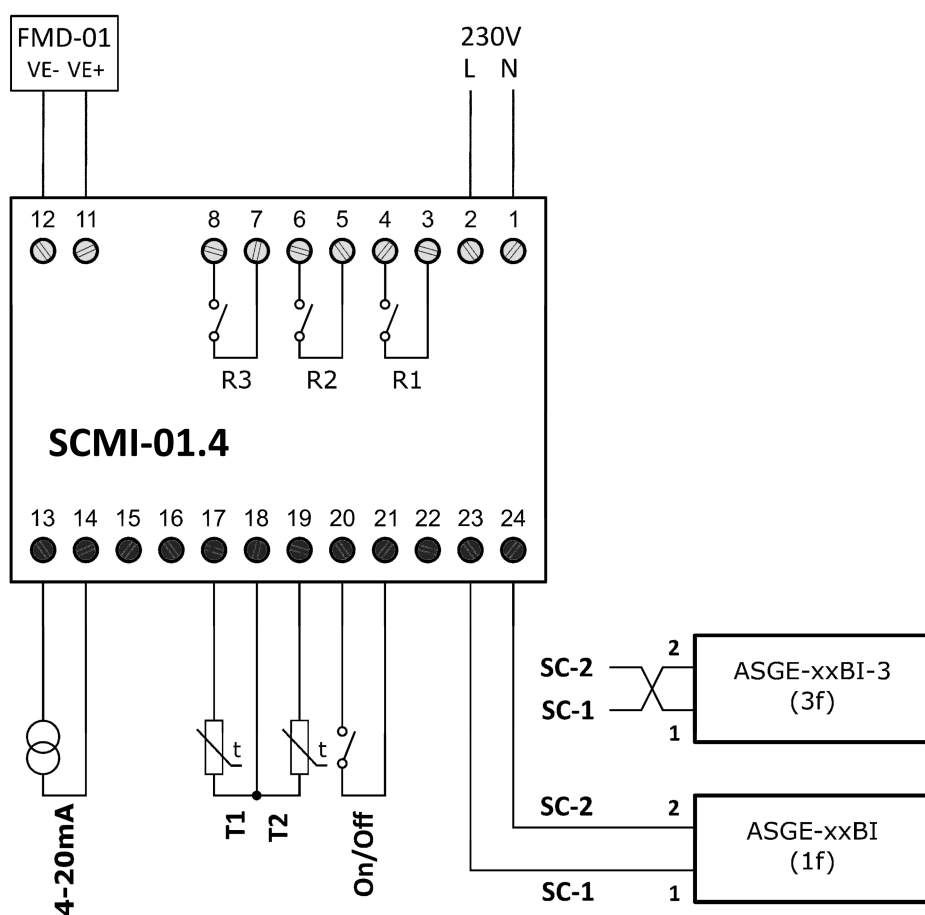 FMD-01
VE- VE+
230V
L N
12 11 8 7 6 5 4 3 2 1
R3 R2 R1
SCMI-01.4
13 14 15 16 17 18 19 20 21 22 23 24
4-20mA
t
T1
T2
t
On/Off
SC-2
SC-1
2
1
ASGE-xxBI-3
(3f)
SC-2
SC-1
2
1
ASGE-xxBI
(1f)